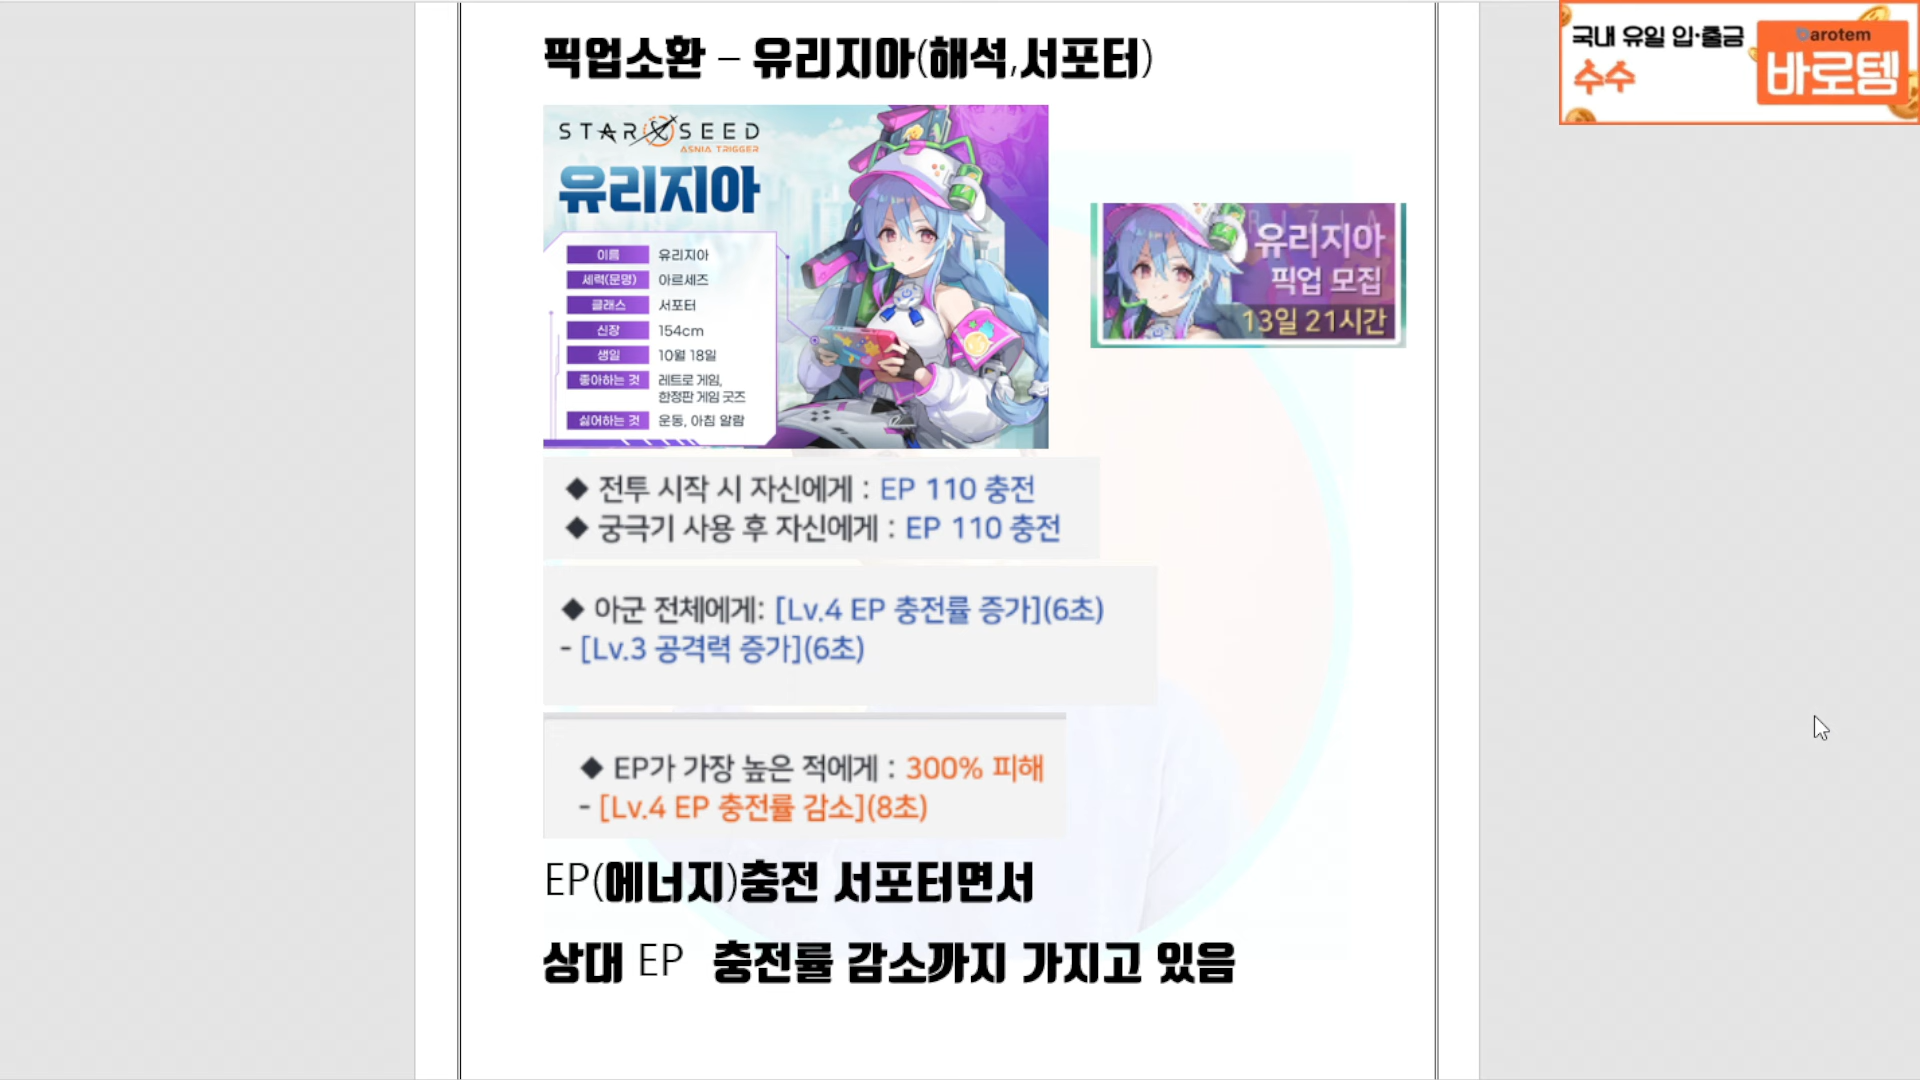 픽업소환 – 유리지아(해석,서포터)
국내 유일 입·출금
수수
barotem
바로템
STAR SEED
ASNIA TRIGGER
유리지아
이름 유리지아
세력(문명) 아르세즈
클래스 서포터
신장 154cm
생일 10월 18일
좋아하는 것 레트로 게임,
한정판 게임 굿즈
싫어하는 것 운동, 아침 알람
유리지아
픽업 모집
13일 21시간
◆ 전투 시작 시 자신에게 : EP 110 충전
◆ 궁극기 사용 후 자신에게 : EP 110 충전
◆ 아군 전체에게: [Lv.4 EP 충전률 증가](6초)
- [Lv.3 공격력 증가](6초)
◆ EP가 가장 높은 적에게 : 300% 피해
- [Lv.4 EP 충전률 감소](8초)
EP(에너지)충전 서포터면서
상대 EP 충전률 감소까지 가지고 있음